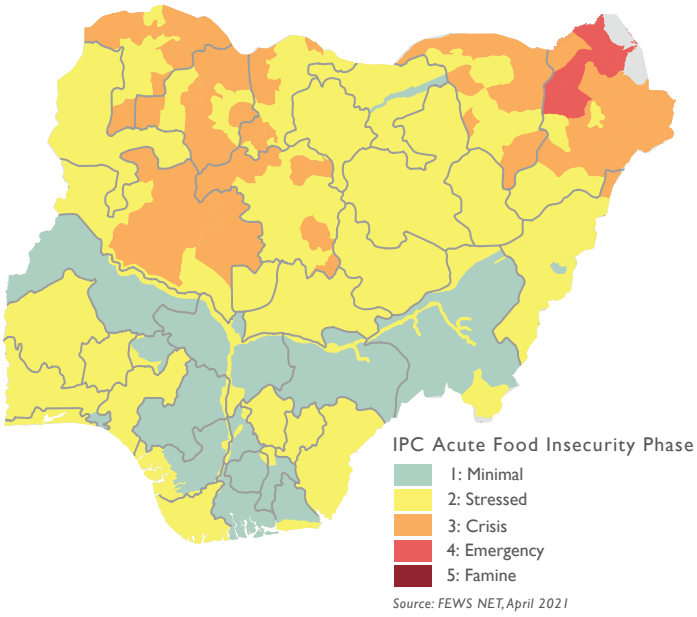 IPC Acute Food Insecurity Phase
1: Minimal
2: Stressed
3: Crisis
4: Emergency
5: Famine
Source: FEWS NET, April 2021